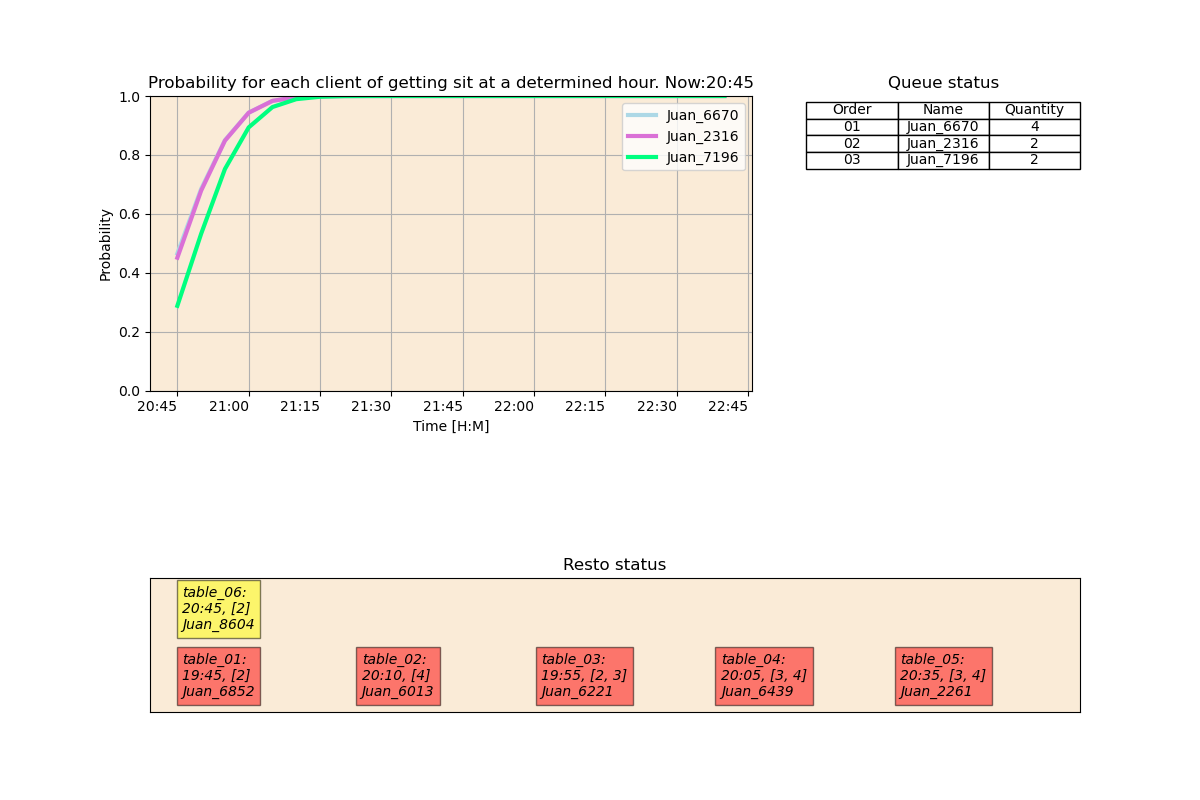 Probability for each client of getting sit at a determined hour. Now:20:45
Probability
1.0
0.8
0.6
0.4
0.2
0.0
20:45 21:00 21:15 21:30 21:45 22:00 22:15 22:30 22:45
Time [H:M]
Juan_6670
Juan_2316
Juan_7196
Queue status
Order Name Quantity
01 Juan_6670 4
02 Juan_2316 2
03 Juan_7196 2
Resto status
table_06:
20:45, [2]
Juan_8604
table_01:
19:45, [2]
Juan_6852
table_02:
20:10, [4]
Juan_6013
table_03:
19:55, [2, 3]
Juan_6221
table_04:
20:05, [3, 4]
Juan_6439
table_05:
20:35, [3, 4]
Juan_2261